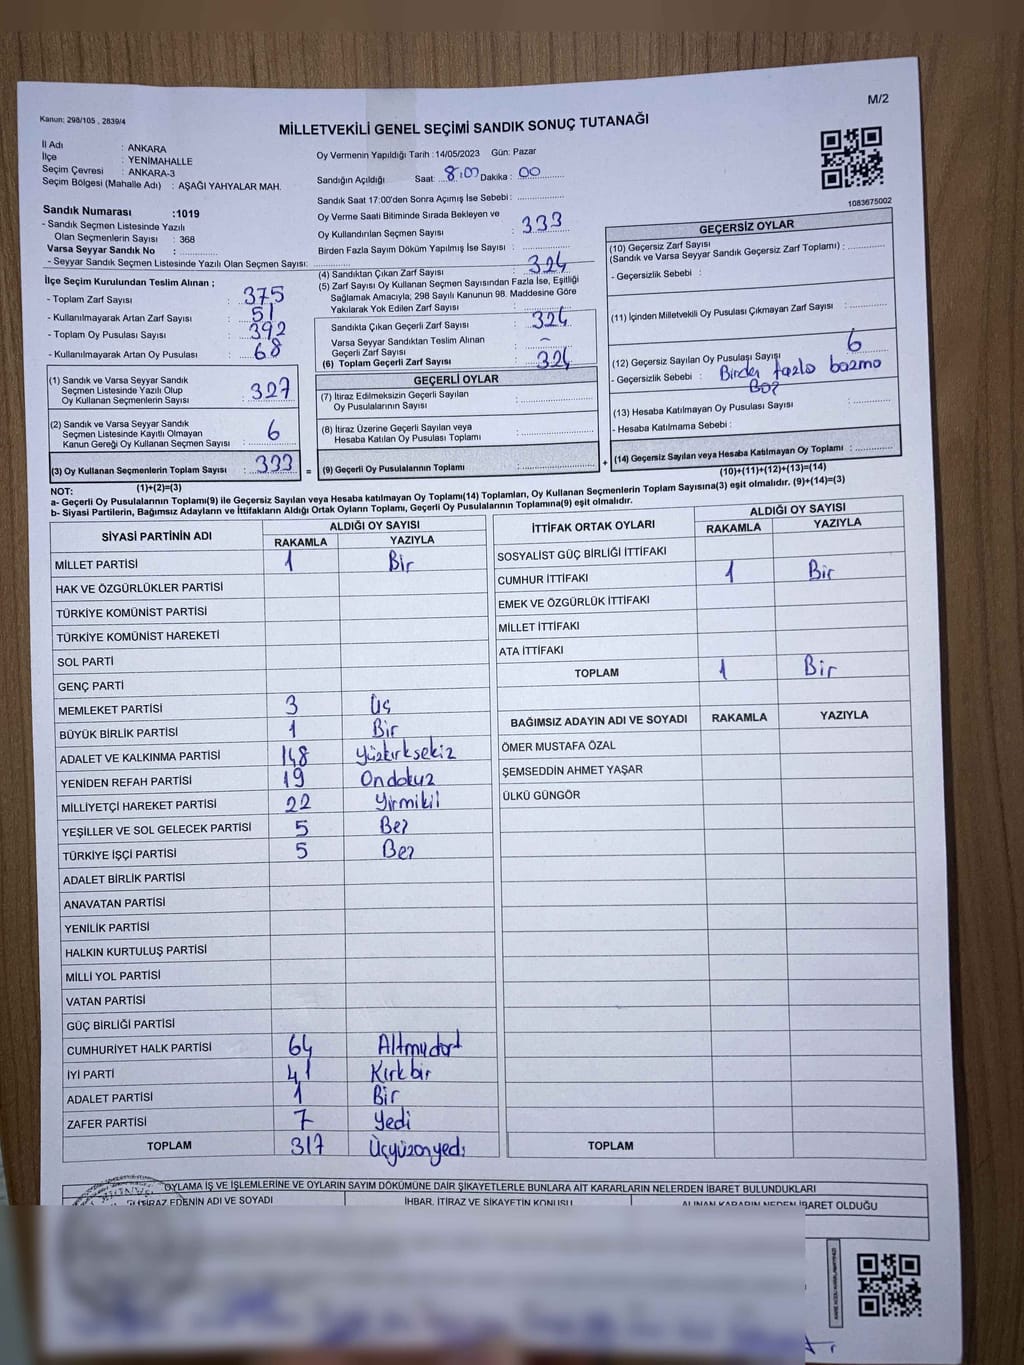 M/2
Kanun: 298/105 , 2839/4
MİLLETVEKİLİ GENEL SEÇİMİ SANDIK SONUÇ TUTANAĞI
İl Adı : ANKARA
İlçe : YENİMAHALLE
Seçim Çevresi : ANKARA-3
Seçim Bölgesi (Mahalle Adı) : AŞAĞI YAHYALAR MAH.
Sandık Numarası :1019
- Sandık Seçmen Listesinde Yazılı
Olan Seçmenlerin Sayısı : 368
Varsa Seyyar Sandık No :
- Seyyar Sandık Seçmen Listesinde Yazılı Olan Seçmen Sayısı:
İlçe Seçim Kurulundan Teslim Alınan ;
- Toplam Zarf Sayısı : 375
- Kullanılmayarak Artan Zarf Sayısı : 51
- Toplam Oy Pusulası Sayısı : 392
- Kullanılmayarak Artan Oy Pusulası : 68
(1) Sandık ve Varsa Seyyar Sandık
Seçmen Listesinde Yazılı Olup
Oy Kullanan Seçmenlerin Sayısı : 327
(2) Sandık ve Varsa Seyyar Sandık
Seçmen Listesinde Kayıtlı Olmayan
Kanun Gereği Oy Kullanan Seçmen Sayısı : 6
(3) Oy Kullanan Seçmenlerin Toplam Sayısı : 333 =
(1)+(2)=(3)
Oy Vermenin Yapıldığı Tarih :14/05/2023 Gün: Pazar
Sandığın Açıldığı Saat: 8:00 Dakika : 00
Sandık Saat 17:00'den Sonra Açımış İse Sebebi :
Oy Verme Saati Bitiminde Sırada Bekleyen ve
Oy Kullandırılan Seçmen Sayısı : 333
Birden Fazla Sayım Döküm Yapılmış İse Sayısı :
(4) Sandıktan Çıkan Zarf Sayısı : 324
(5) Zarf Sayısı Oy Kullanan Seçmen Sayısından Fazla İse, Eşitliği
Sağlamak Amacıyla, 298 Sayılı Kanunun 98. Maddesine Göre
Yakılarak Yok Edilen Zarf Sayısı :
Sandıkta Çıkan Geçerli Zarf Sayısı : 324
Varsa Seyyar Sandıktan Teslim Alınan
Geçerli Zarf Sayısı : -
(6) Toplam Geçerli Zarf Sayısı : 324
GEÇERLİ OYLAR
(7) İtiraz Edilmeksizin Geçerli Sayılan
Oy Pusulalarının Sayısı :
(8) İtiraz Üzerine Geçerli Sayılan veya
Hesaba Katılan Oy Pusulası Toplamı :
(9) Geçerli Oy Pusulalarının Toplamı : +
1083675002
GEÇERSİZ OYLAR
(10) Geçersiz Zarf Sayısı
(Sandık ve Varsa Seyyar Sandık Geçersiz Zarf Toplamı) :
- Geçersizlik Sebebi :
(11) İçinden Milletvekili Oy Pusulası Çıkmayan Zarf Sayısı :
(12) Geçersiz Sayılan Oy Pusulası Sayısı : 6
- Geçersizlik Sebebi : Birden fazla basma
Boş
(13) Hesaba Katılmayan Oy Pusulası Sayısı :
- Hesaba Katılmama Sebebi :
(14) Geçersiz Sayılan veya Hesaba Katılmayan Oy Toplamı :
(10)+(11)+(12)+(13)=(14)
NOT:
a- Geçerli Oy Pusulalarının Toplamı(9) ile Geçersiz Sayılan veya Hesaba katılmayan Oy Toplamı(14) Toplamları, Oy Kullanan Seçmenlerin Toplam Sayısına(3) eşit olmalıdır. (9)+(14)=(3)
b- Siyasi Partilerin, Bağımsız Adayların ve İttifakların Aldığı Ortak Oyların Toplamı, Geçerli Oy Pusulalarının Toplamına(9) eşit olmalıdır.
SİYASİ PARTİNİN ADI ALDIĞI OY SAYISI
RAKAMLA YAZIYLA
MİLLET PARTİSİ 1 Bir
HAK VE ÖZGÜRLÜKLER PARTİSİ
TÜRKİYE KOMÜNİST PARTİSİ
TÜRKİYE KOMÜNİST HAREKETİ
SOL PARTİ
GENÇ PARTİ
MEMLEKET PARTİSİ 3 Üç
BÜYÜK BİRLİK PARTİSİ 1 Bir
ADALET VE KALKINMA PARTİSİ 148 Yüzkırksekiz
YENİDEN REFAH PARTİSİ 19 Ondokuz
MİLLİYETÇİ HAREKET PARTİSİ 22 Yirmikil
YEŞİLLER VE SOL GELECEK PARTİSİ 5 Beş
TÜRKİYE İŞÇİ PARTİSİ 5 Beş
ADALET BİRLİK PARTİSİ
ANAVATAN PARTİSİ
YENİLİK PARTİSİ
HALKIN KURTULUŞ PARTİSİ
MİLLİ YOL PARTİSİ
VATAN PARTİSİ
GÜÇ BİRLİĞİ PARTİSİ
CUMHURİYET HALK PARTİSİ 64 Altmışdört
İYİ PARTİ 41 Kırkbir
ADALET PARTİSİ 1 Bir
ZAFER PARTİSİ 7 Yedi
TOPLAM 317 Üçyüzonyedi
İTTİFAK ORTAK OYLARI ALDIĞI OY SAYISI
RAKAMLA YAZIYLA
SOSYALİST GÜÇ BİRLİĞİ İTTİFAKI
CUMHUR İTTİFAKI 1 Bir
EMEK VE ÖZGÜRLÜK İTTİFAKI
MİLLET İTTİFAKI
ATA İTTİFAKI
TOPLAM 1 Bir
BAĞIMSIZ ADAYIN ADI VE SOYADI RAKAMLA YAZIYLA
ÖMER MUSTAFA ÖZAL
ŞEMSEDDİN AHMET YAŞAR
ÜLKÜ GÜNGÖR
TOPLAM
OYLAMA İŞ VE İŞLEMLERİNE VE OYLARIN SAYIM DÖKÜMÜNE DAİR ŞİKAYETLERLE BUNLARA AİT KARARLARIN NELERDEN İBARET BULUNDUKLARI
EDENİN ADI VE SOYADI İHBAR, İTİRAZ VE ŞİKAYETİN KONUSU ALINAN KARARIN NEDEN İBARET OLDUĞU